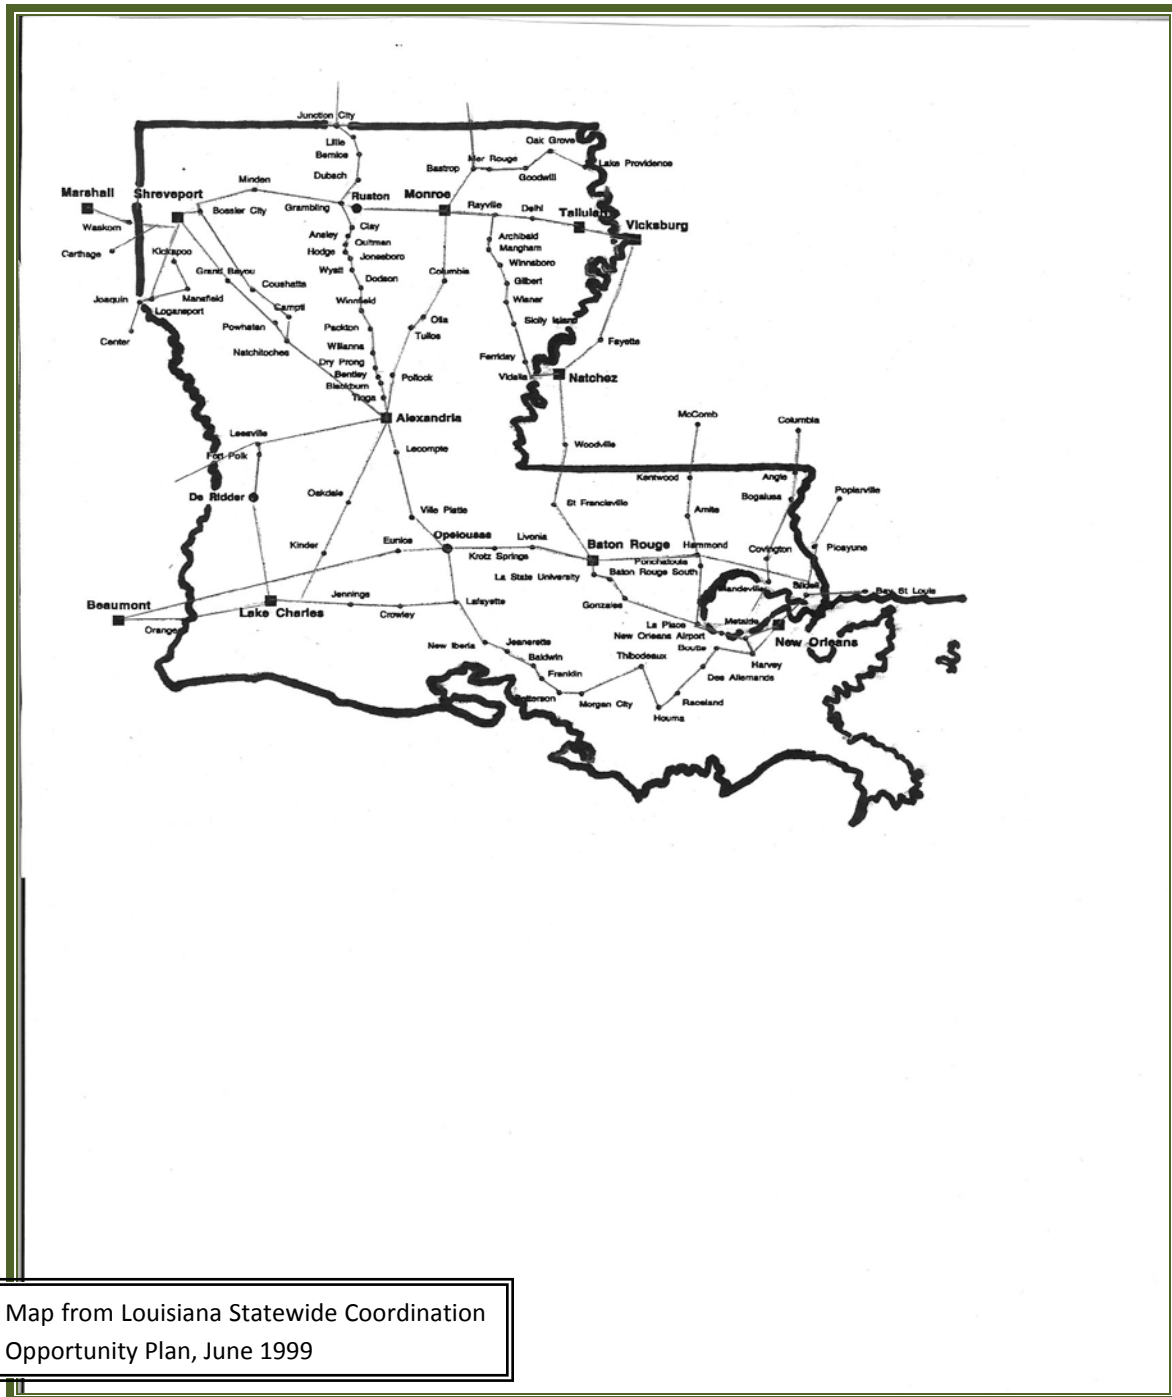 Junction City
Lillie
Bernice
Dubach
Oak Grove
Mer Rouge
Lake Providence
Bastrop
Goodwill
Minden
Marshall
Shreveport
Ruston
Monroe
Bossier City
Grambling
Rayville
Delhi
Tallulah
Vicksburg
Waskom
Clay
Ansley
Quitman
Archibald
Mangham
Carthage
Kickapoo
Hodge
Jonesboro
Winnsboro
Grand Bayou
Wyatt
Columbia
Coushatta
Dodson
Gilbert
Joaquin
Mansfield
Winnfield
Wisner
Logansport
Campti
Olla
Sicily Island
Powhatan
Packton
Tullos
Center
Natchitoches
Willanna
Fayette
Dry Prong
Ferriday
Bentley
Pollock
Vidalia
Natchez
Blackburn
Tioga
Alexandria
McComb
Columbia
Leesville
Lecompte
Woodville
Fort Polk
Kentwood
Angie
De Ridder
Oakdale
Bogalusa
Poplarville
St Francisville
Ville Platte
Amite
Opelousas
Livonia
Kinder
Eunice
Krotz Springs
Baton Rouge
Hammond
Covington
Picayune
Ponchatoula
La State University
Baton Rouge South
Mandeville
Slidell
Bay St Louis
Beaumont
Lake Charles
Jennings
Crowley
Lafayette
Gonzales
Orange
La Place
Metairie
New Orleans Airport
New Orleans
New Iberia
Jeanerette
Thibodeaux
Boutte
Baldwin
Harvey
Franklin
Des Allemands
Patterson
Morgan City
Raceland
Houma
Map from Louisiana Statewide Coordination
Opportunity Plan, June 1999